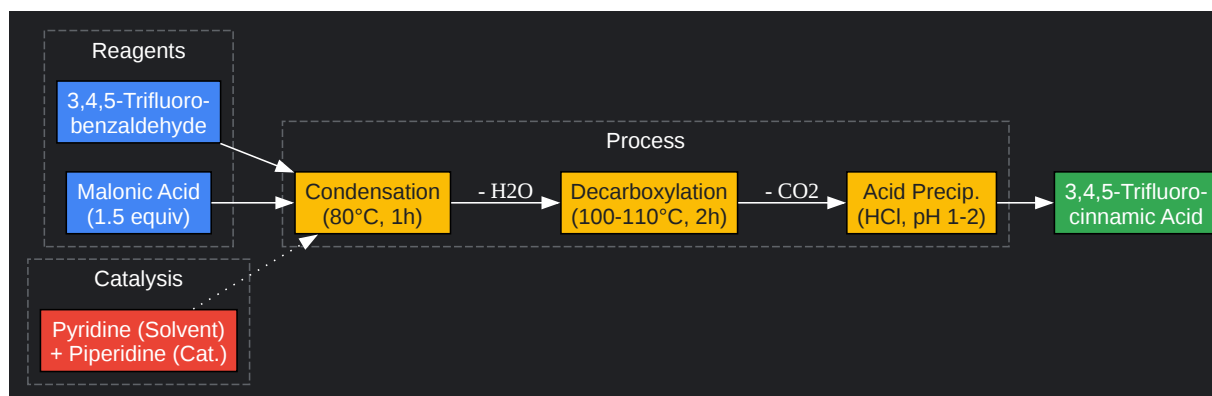 Reagents
3,4,5-Trifluoro-
benzaldehyde
Malonic Acid
(1.5 equiv)
Catalysis
Pyridine (Solvent)
+ Piperidine (Cat.)
Process
Condensation
(80°C, 1h)
- H2O
Decarboxylation
(100-110°C, 2h)
- CO2
Acid Precip.
(HCl, pH 1-2)
3,4,5-Trifluoro-
cinnamic Acid